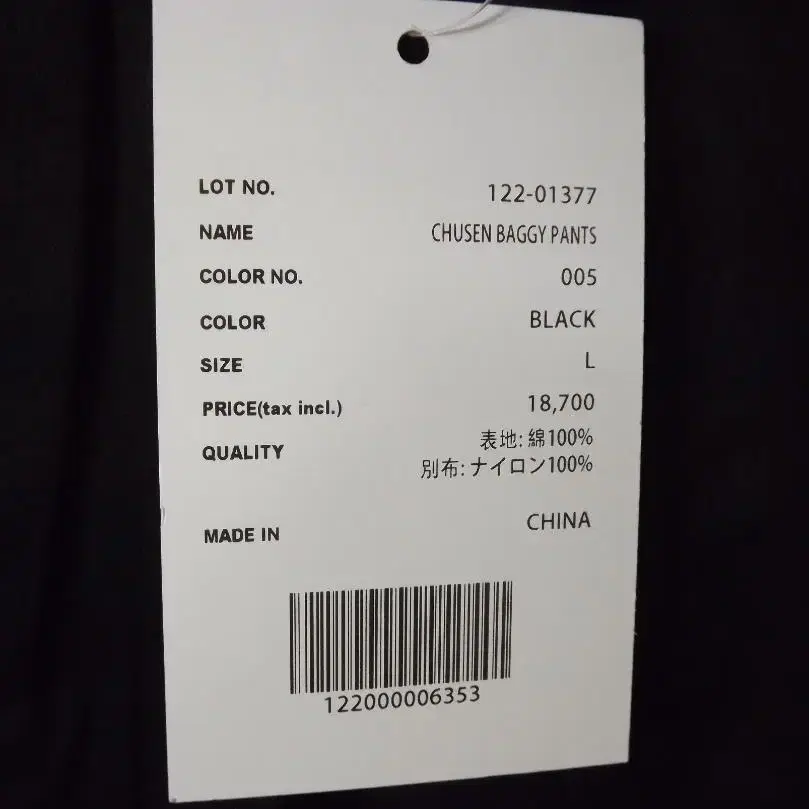 LOT NO. 122-01377
NAME CHUSEN BAGGY PANTS
COLOR NO. 005
COLOR BLACK
SIZE L
PRICE(tax incl.) 18,700
QUALITY 表地: 綿100%
別布: ナイロン100%
MADE IN CHINA
122000006353